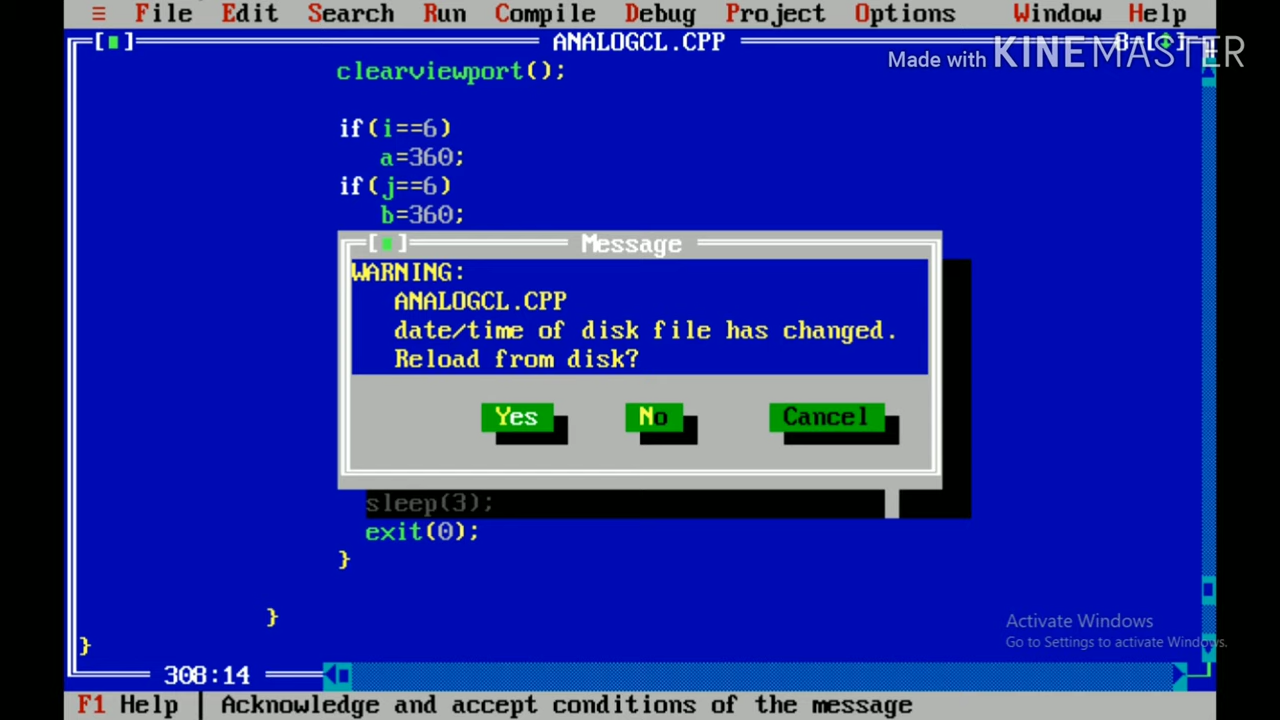 ≡ File Edit Search Run Compile Debug Project Options Window Help
[■] ANALOGCL.CPP 8=[↕]
Made with KINEMASTER
clearviewport();
if(i==6)
a=360;
if(j==6)
b=360;
[■] Message
WARNING:
ANALOGCL.CPP
date/time of disk file has changed.
Reload from disk?
Yes No Cancel
sleep(3);
exit(0);
}
}
}
Activate Windows
Go to Settings to activate Windows.
308:14
F1 Help | Acknowledge and accept conditions of the message